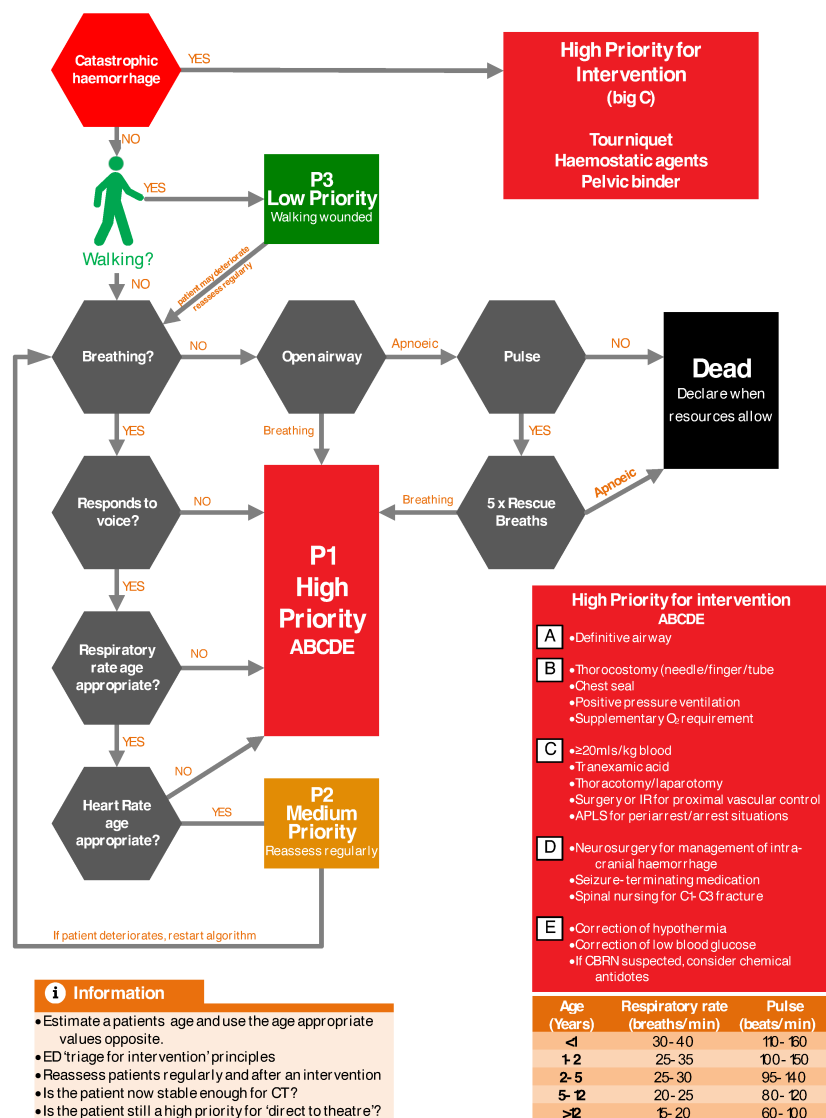 Catastrophic
haemorrhage
YES
High Priority for
Intervention
(big C)
Tourniquet
Haemostatic agents
Pelvic binder
NO
YES
P3
Low Priority
Walking wounded
Walking?
patient may deteriorate
reassess regularly
NO
Breathing?
NO
Open airway
Apnoeic
Pulse
NO
Dead
Declare when
resources allow
YES
Breathing
YES
Responds to
voice?
NO
P1
High
Priority
ABCDE
Breathing
5 x Rescue
Breaths
Apnoeic
YES
Respiratory
rate age
appropriate?
NO
YES
NO
Heart Rate
age
appropriate?
YES
P2
Medium
Priority
Reassess regularly
If patient deteriorates, restart algorithm
High Priority for intervention
ABCDE
A •Definitive airway
B •Thorocostomy (needle/finger/tube
•Chest seal
•Positive pressure ventilation
•Supplementary O₂ requirement
C •≥20mls/kg blood
•Tranexamic acid
•Thoracotomy/laparotomy
•Surgery or IR for proximal vascular control
•APLS for periarrest/arrest situations
D •Neurosurgery for management of intra-
cranial haemorrhage
•Seizure- terminating medication
•Spinal nursing for C1- C3 fracture
E •Correction of hypothermia
•Correction of low blood glucose
•If CBRN suspected, consider chemical
antidotes
i Information
•Estimate a patients age and use the age appropriate
values opposite.
•ED 'triage for intervention' principles
•Reassess patients regularly and after an intervention
•Is the patient now stable enough for CT?
•Is the patient still a high priority for 'direct to theatre'?
Age Respiratory rate Pulse
(Years) (breaths/min) (beats/min)
<1 30- 40 110- 160
1- 2 25- 35 100- 150
2- 5 25- 30 95- 140
5- 12 20- 25 80- 120
>12 15- 20 60- 100